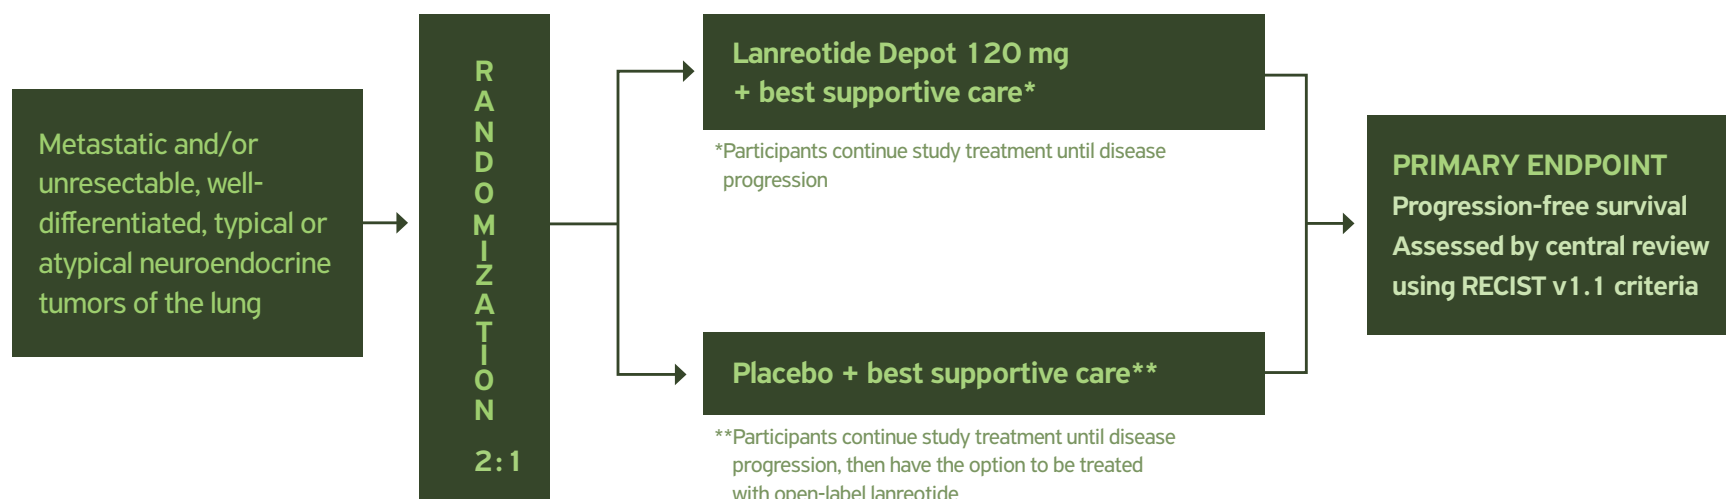 Metastatic and/or
unresectable, well-
differentiated, typical or
atypical neuroendocrine
tumors of the lung
RANDOMIZATION
2:1
Lanreotide Depot 120 mg
+ best supportive care*
*Participants continue study treatment until disease
progression
Placebo + best supportive care**
**Participants continue study treatment until disease
progression, then have the option to be treated
with open-label lanreotide
PRIMARY ENDPOINT
Progression-free survival
Assessed by central review
using RECIST v1.1 criteria